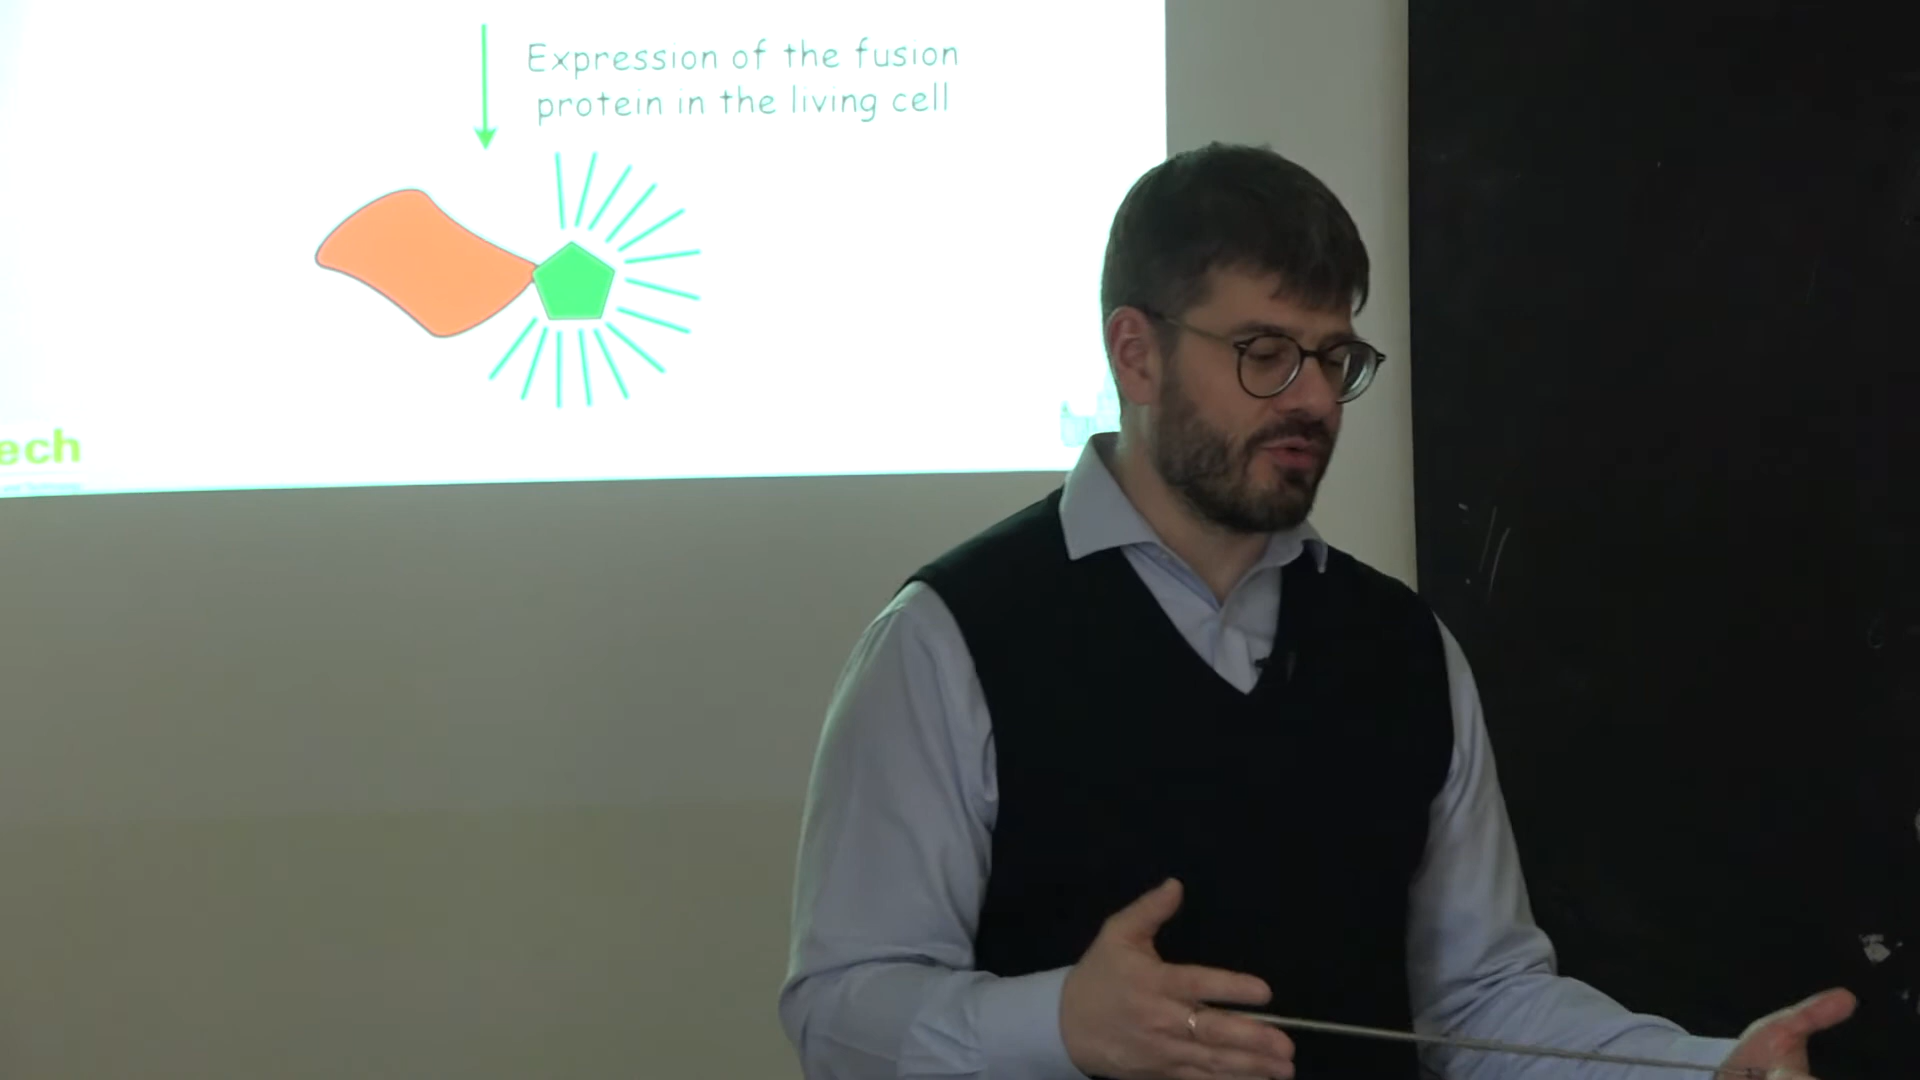 Expression of the fusion
protein in the living cell
ech